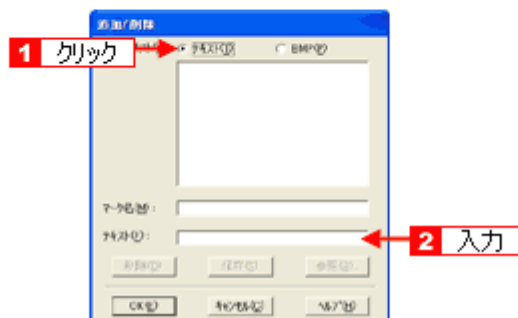 追加/削除
1 クリック
テキスト(T) BMP(B)
マーク名(M):
テキスト(E):
2 入力
削除(D) 保存(S) 参照(R)...
OK(O) キャンセル(C) ヘルプ(H)